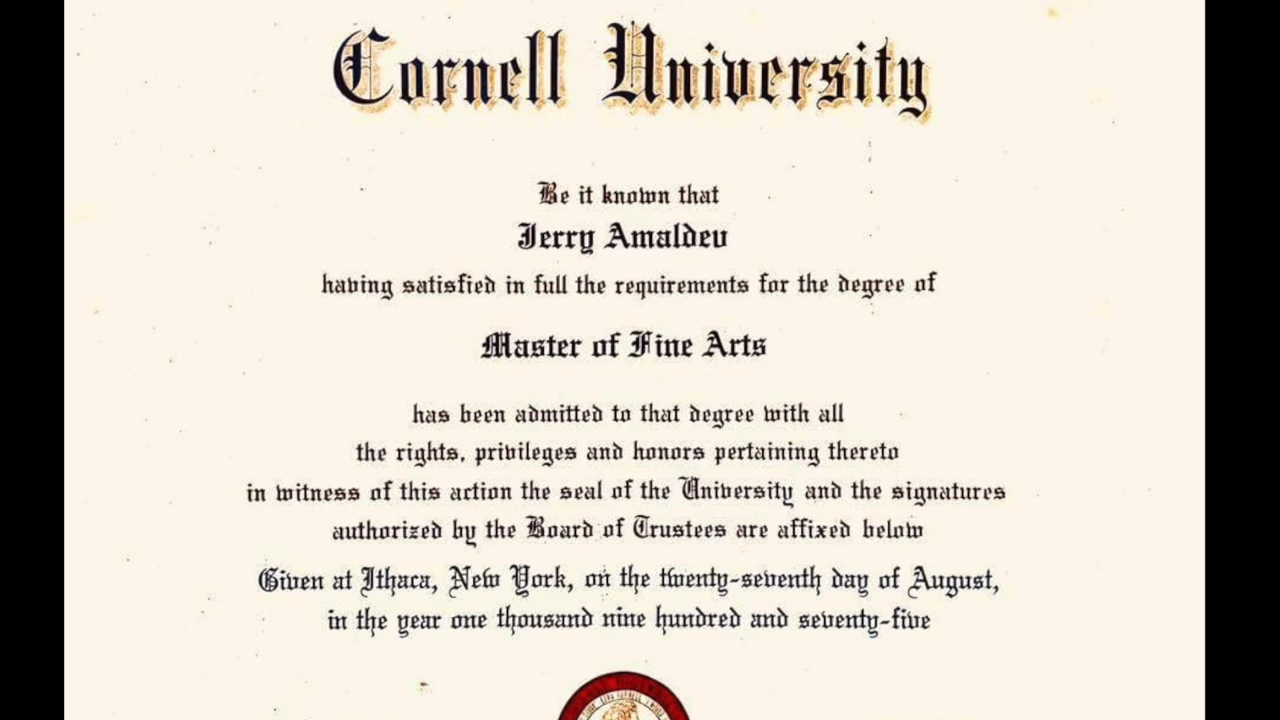 Cornell University
Be it known that
Jerry Amaldev
having satisfied in full the requirements for the degree of
Master of Fine Arts
has been admitted to that degree with all
the rights, privileges and honors pertaining thereto
in witness of this action the seal of the University and the signatures
authorized by the Board of Trustees are affixed below
Given at Ithaca, New York, on the twenty-seventh day of August,
in the year one thousand nine hundred and seventy-five